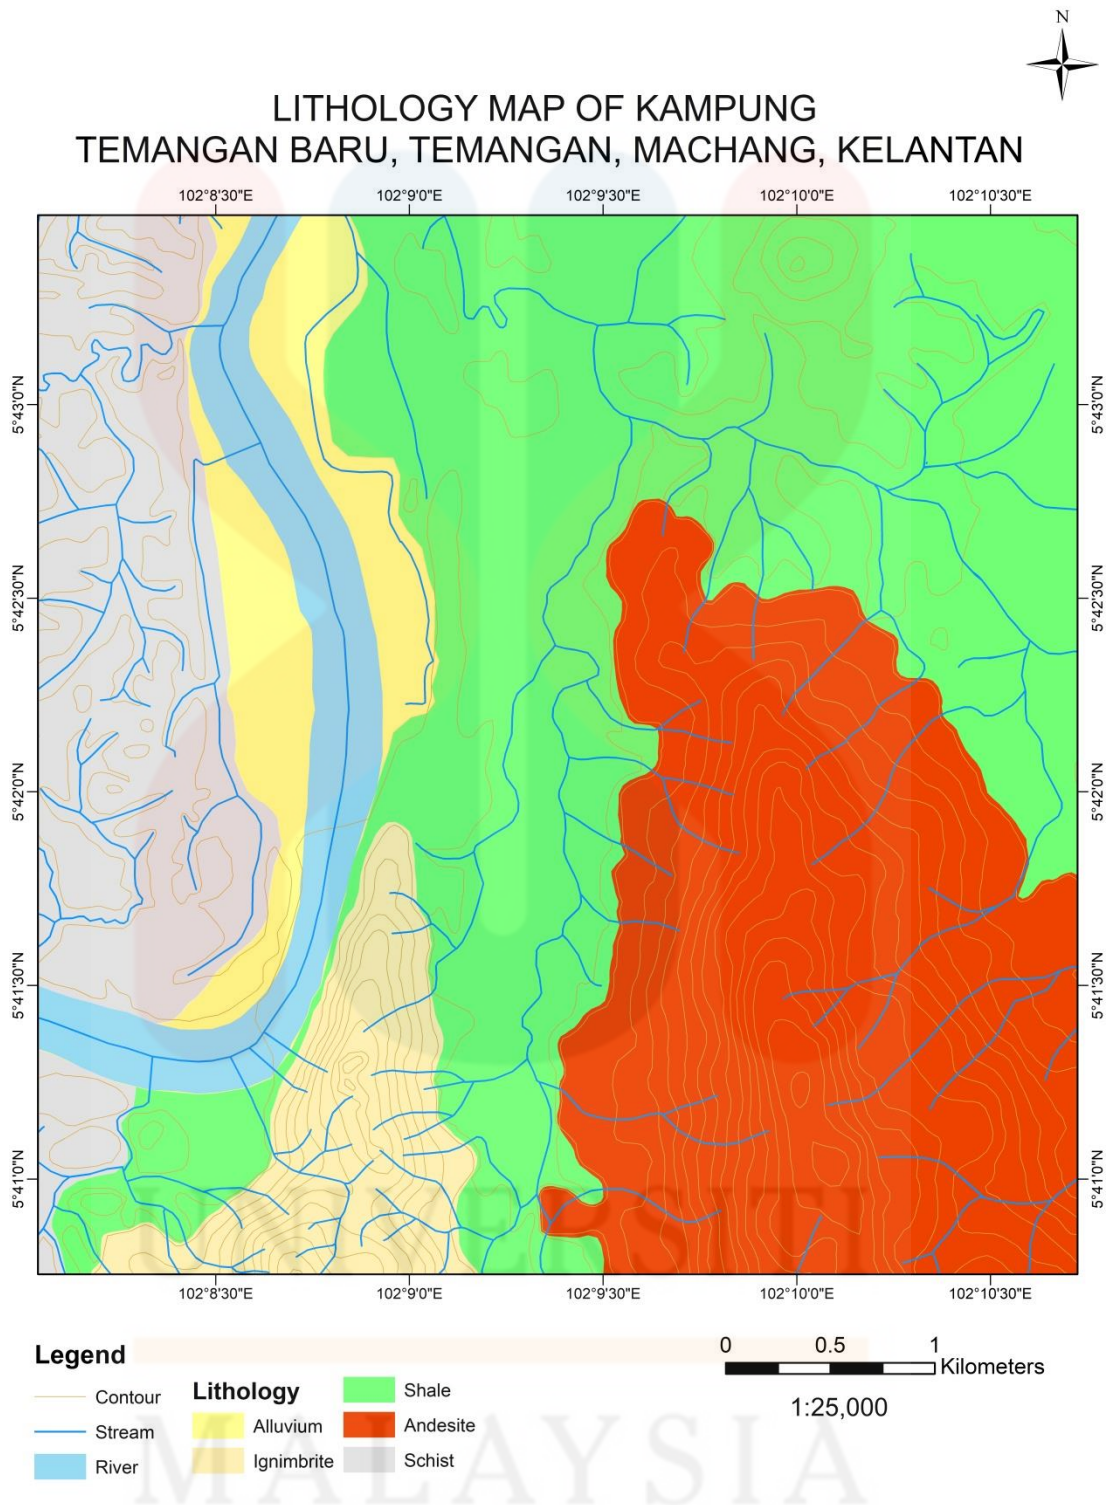 N
LITHOLOGY MAP OF KAMPUNG
TEMANGAN BARU, TEMANGAN, MACHANG, KELANTAN
102°8'30"E 102°9'0"E 102°9'30"E 102°10'0"E 102°10'30"E
5°43'0"N 5°43'0"N
5°42'30"N 5°42'30"N
5°42'0"N 5°42'0"N
5°41'30"N 5°41'30"N
5°41'0"N 5°41'0"N
UNIVERSITI
102°8'30"E 102°9'0"E 102°9'30"E 102°10'0"E 102°10'30"E
Legend
Contour
Stream
River
Lithology
Alluvium
Ignimbrite
Shale
Andesite
Schist
0 0.5 1
Kilometers
1:25,000
MALAYSIA